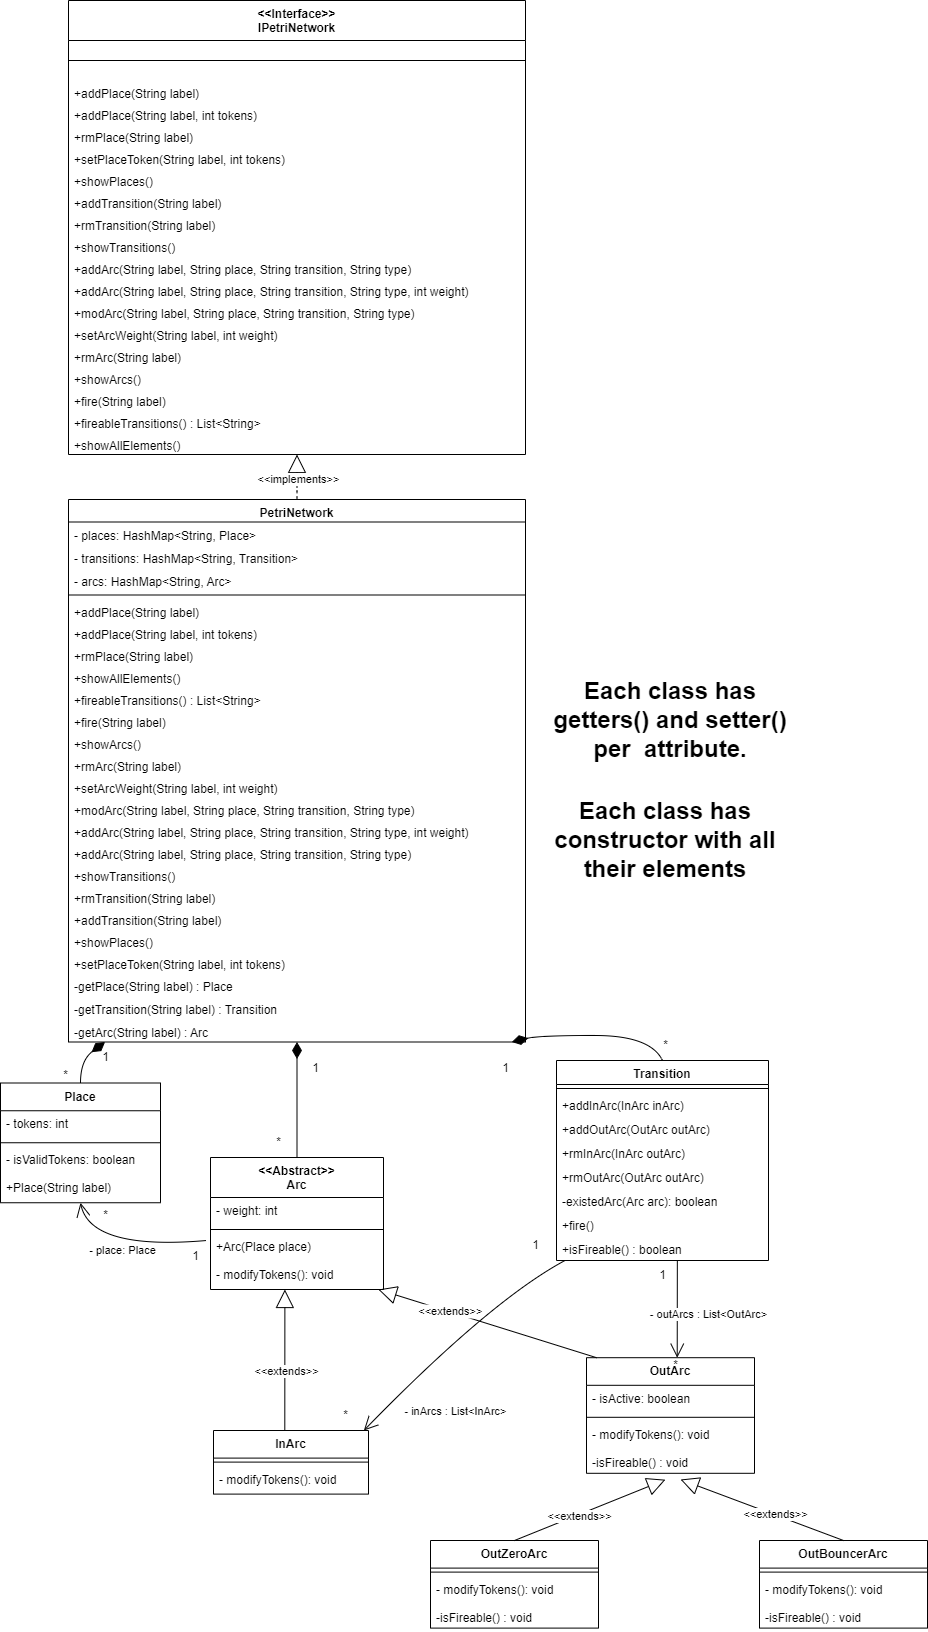 <<Interface>>
IPetriNetwork
+addPlace(String label)
+addPlace(String label, int tokens)
+rmPlace(String label)
+setPlaceToken(String label, int tokens)
+showPlaces()
+addTransition(String label)
+rmTransition(String label)
+showTransitions()
+addArc(String label, String place, String transition, String type)
+addArc(String label, String place, String transition, String type, int weight)
+modArc(String label, String place, String transition, String type)
+setArcWeight(String label, int weight)
+rmArc(String label)
+showArcs()
+fire(String label)
+fireableTransitions() : List<String>
+showAllElements()
<<implements>>
PetriNetwork
- places: HashMap<String, Place>
- transitions: HashMap<String, Transition>
- arcs: HashMap<String, Arc>
+addPlace(String label)
+addPlace(String label, int tokens)
+rmPlace(String label)
+showAllElements()
+fireableTransitions() : List<String>
+fire(String label)
+showArcs()
+rmArc(String label)
+setArcWeight(String label, int weight)
+modArc(String label, String place, String transition, String type)
+addArc(String label, String place, String transition, String type, int weight)
+addArc(String label, String place, String transition, String type)
+showTransitions()
+rmTransition(String label)
+addTransition(String label)
+showPlaces()
+setPlaceToken(String label, int tokens)
-getPlace(String label) : Place
-getTransition(String label) : Transition
-getArc(String label) : Arc
Each class has
getters() and setter()
per attribute.
Each class has
constructor with all
their elements
1
*
1
*
1
*
Place
- tokens: int
- isValidTokens: boolean
+Place(String label)
*
- place: Place
1
<<Abstract>>
Arc
- weight: int
+Arc(Place place)
- modifyTokens(): void
Transition
+addInArc(InArc inArc)
+addOutArc(OutArc outArc)
+rmInArc(InArc outArc)
+rmOutArc(OutArc outArc)
-existedArc(Arc arc): boolean
+fire()
+isFireable() : boolean
1
1
- outArcs : List<OutArc>
*
<<extends>>
<<extends>>
*
- inArcs : List<InArc>
InArc
- modifyTokens(): void
OutArc
- isActive: boolean
- modifyTokens(): void
-isFireable() : void
<<extends>>
<<extends>>
OutZeroArc
- modifyTokens(): void
-isFireable() : void
OutBouncerArc
- modifyTokens(): void
-isFireable() : void